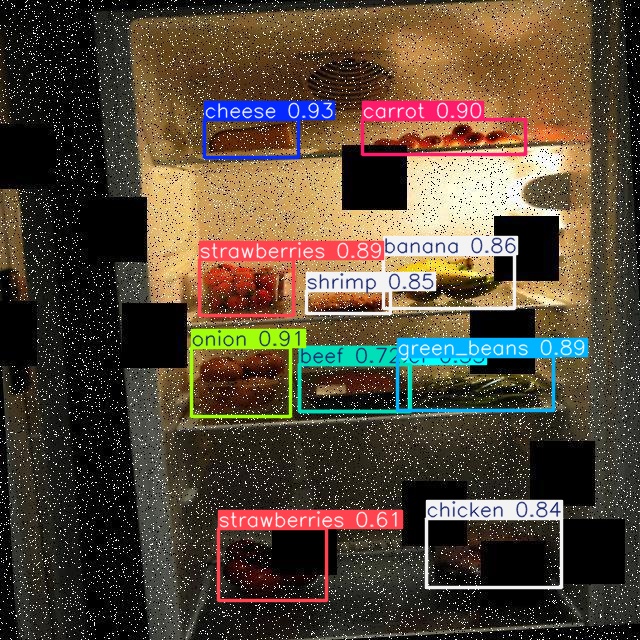 cheese 0.93
carrot 0.90
strawberries 0.89
banana 0.86
shrimp 0.85
onion 0.91
beef 0.72
green_beans 0.89
strawberries 0.61
chicken 0.84